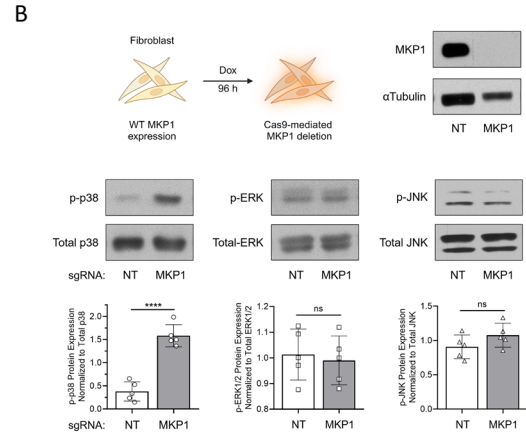 B
Fibroblast
Dox
96 h
WT MKP1
expression
Cas9-mediated
MKP1 deletion
MKP1
αTubulin
NT MKP1
p-p38
Total p38
sgRNA: NT MKP1
p-ERK
Total-ERK
NT MKP1
p-JNK
Total JNK
NT MKP1
p-p38 Protein Expression
Normalized to Total p38
2.0
1.5
1.0
0.5
0.0
****
sgRNA: NT MKP1
p-ERK1/2 Protein Expression
Normalized to Total ERK1/2
1.2
1.1
1.0
0.9
0.8
ns
NT MKP1
p-JNK Protein Expression
Normalized to Total JNK
1.5
1.0
0.5
0.0
ns
NT MKP1